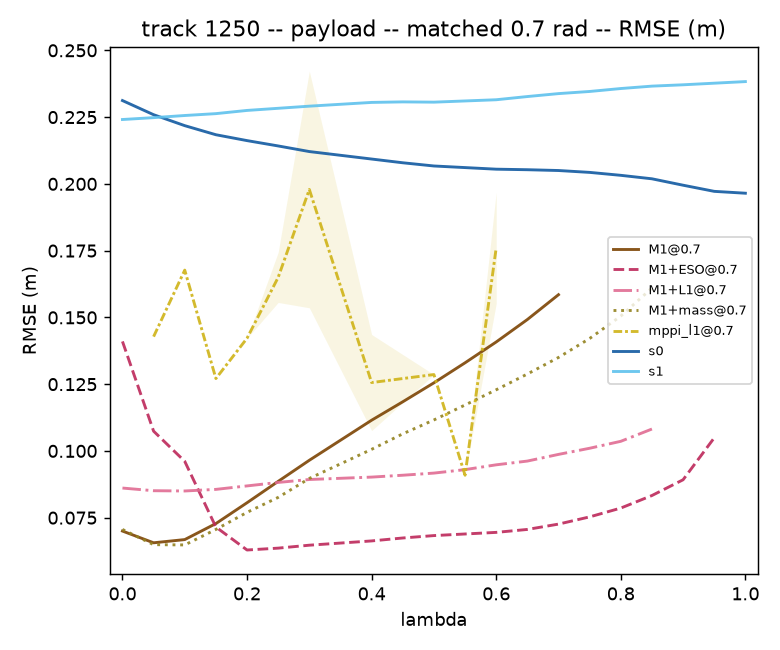 track 1250 -- payload -- matched 0.7 rad -- RMSE (m)
RMSE (m)
0.250
0.225
0.200
0.175
0.150
0.125
0.100
0.075
M1@0.7
M1+ESO@0.7
M1+L1@0.7
M1+mass@0.7
mppi_l1@0.7
s0
s1
0.0 0.2 0.4 0.6 0.8 1.0
lambda